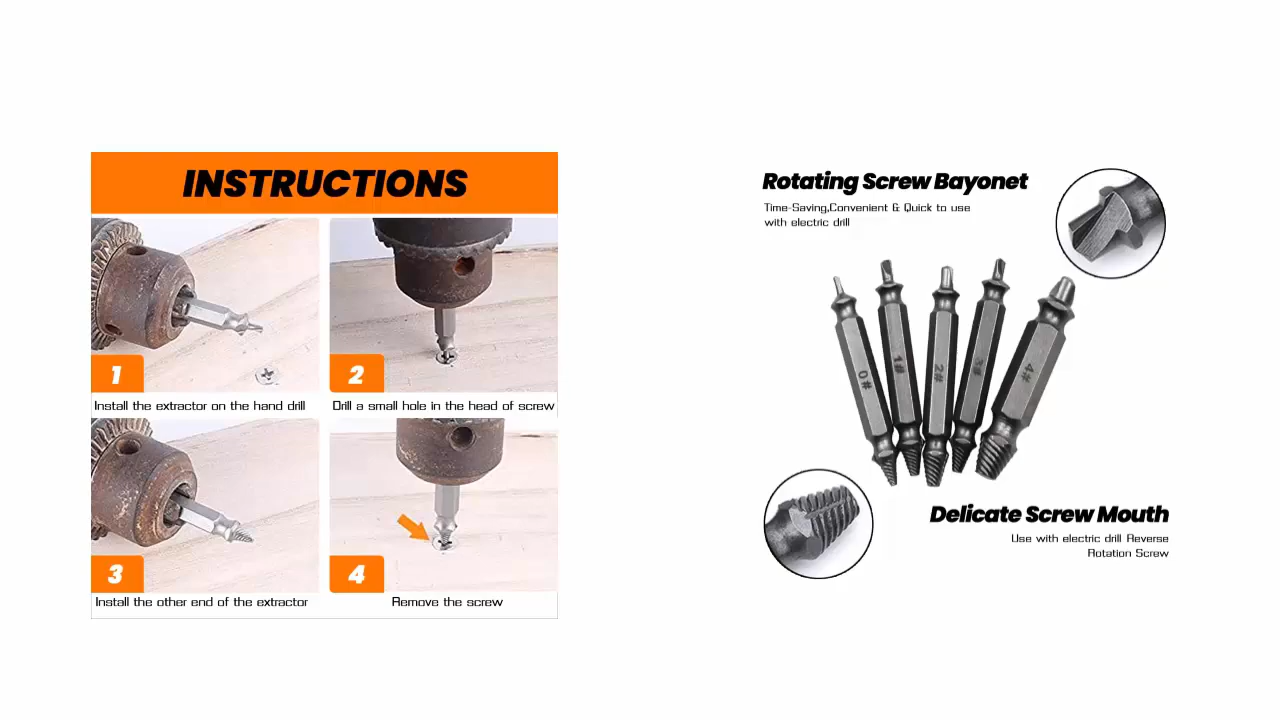 INSTRUCTIONS
1
2
Install the extractor on the hand drill
Drill a small hole in the head of screw
3
4
Install the other end of the extractor
Remove the screw
Rotating Screw Bayonet
Time-Saving,Convenient & Quick to use
with electric drill
0#
1#
2#
3#
4#
Delicate Screw Mouth
Use with electric drill Reverse
Rotation Screw